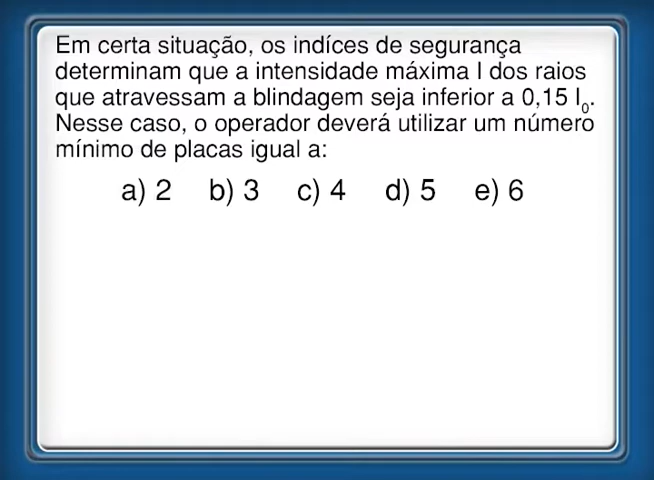 Em certa situação, os indíces de segurança
determinam que a intensidade máxima I dos raios
que atravessam a blindagem seja inferior a 0,15 I₀.
Nesse caso, o operador deverá utilizar um número
mínimo de placas igual a:
a) 2 b) 3 c) 4 d) 5 e) 6